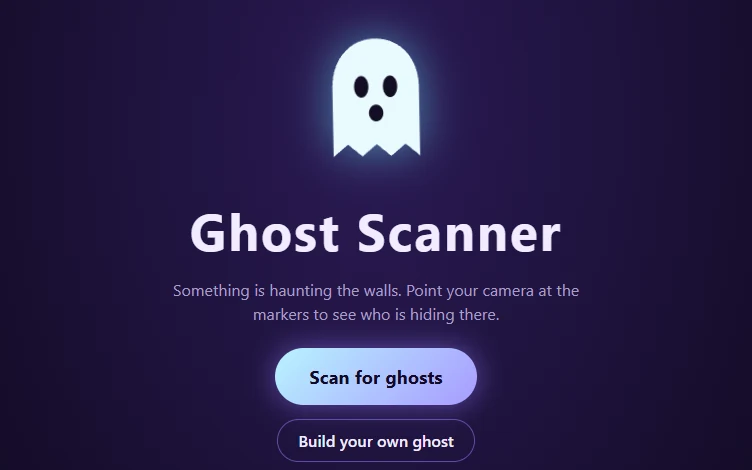 Ghost Scanner
Something is haunting the walls. Point your camera at the
markers to see who is hiding there.
Scan for ghosts
Build your own ghost